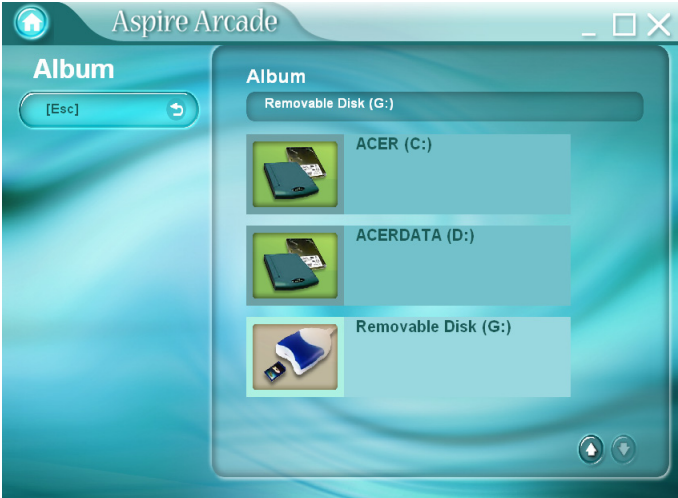 Aspire Arcade
Album
[Esc]
Album
Removable Disk (G:)
ACER (C:)
ACERDATA (D:)
Removable Disk (G:)